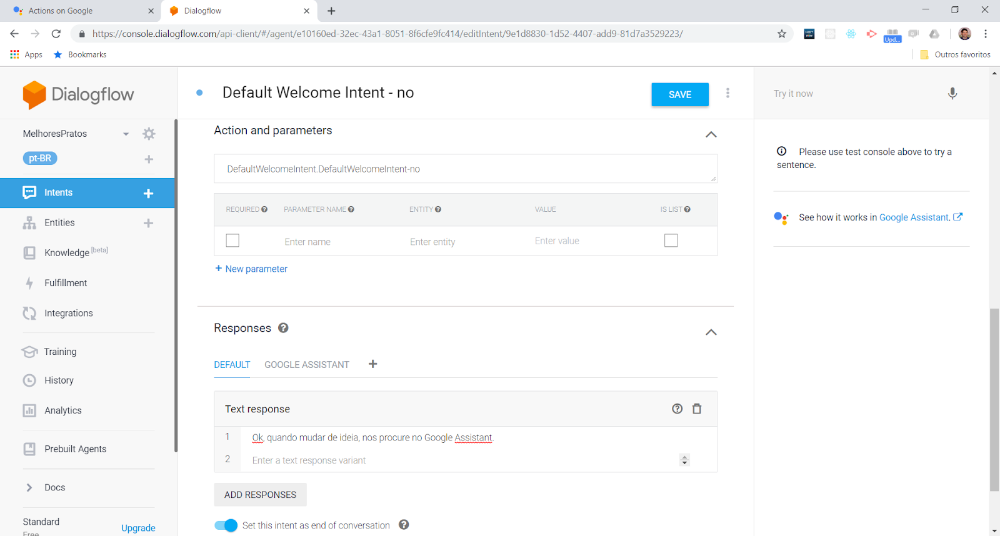 Actions on Google
Dialogflow
https://console.dialogflow.com/api-client/#/agent/e10160ed-32ec-43a1-8051-8f6cfe9fc414/editIntent/9e1d8830-1d52-4407-add9-81d7a3529223/
Upd...
Apps
Bookmarks
Outros favoritos
Dialogflow
MelhoresPratos
pt-BR
Intents
Entities
Knowledge [beta]
Fulfillment
Integrations
Training
History
Analytics
Prebuilt Agents
Docs
Standard
Free
Upgrade
Default Welcome Intent - no
SAVE
Action and parameters
DefaultWelcomeIntent.DefaultWelcomeIntent-no
REQUIRED PARAMETER NAME ENTITY VALUE IS LIST
Enter name Enter entity Enter value
+ New parameter
Responses
DEFAULT GOOGLE ASSISTANT
Text response
1 Ok, quando mudar de ideia, nos procure no Google Assistant.
2 Enter a text response variant
ADD RESPONSES
Set this intent as end of conversation
Try it now
Please use test console above to try a
sentence.
See how it works in Google Assistant.